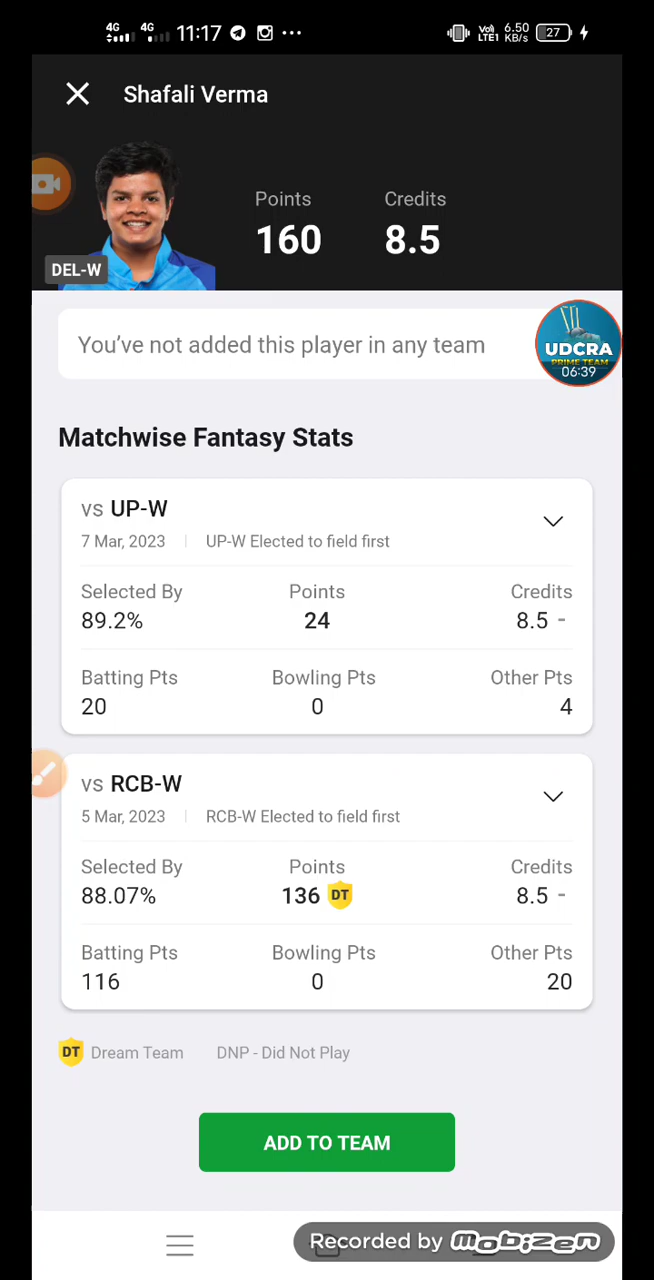 4G 4G 11:17 Vo) LTE1 6.50 KB/s 27
Shafali Verma
Points Credits
160 8.5
DEL-W
You've not added this player in any team
UDCRA
PRIME TEAM
06:39
Matchwise Fantasy Stats
vs UP-W
7 Mar, 2023 UP-W Elected to field first
Selected By Points Credits
89.2% 24 8.5 -
Batting Pts Bowling Pts Other Pts
20 0 4
vs RCB-W
5 Mar, 2023 RCB-W Elected to field first
Selected By Points Credits
88.07% 136 DT 8.5 -
Batting Pts Bowling Pts Other Pts
116 0 20
DT Dream Team DNP - Did Not Play
ADD TO TEAM
Recorded by mobizen